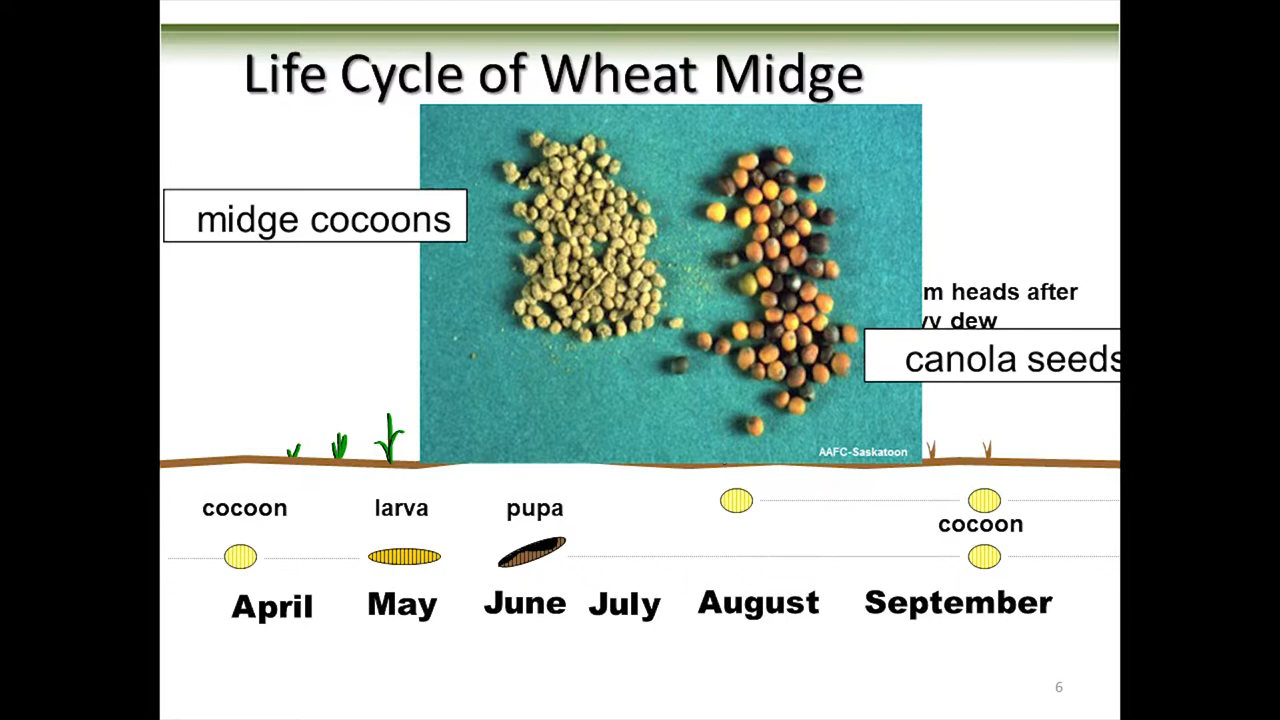 Life Cycle of Wheat Midge
midge cocoons
heads after
dew
canola seeds
AAFC-Saskatoon
cocoon
larva
pupa
cocoon
April
May
June
July
August
September
6